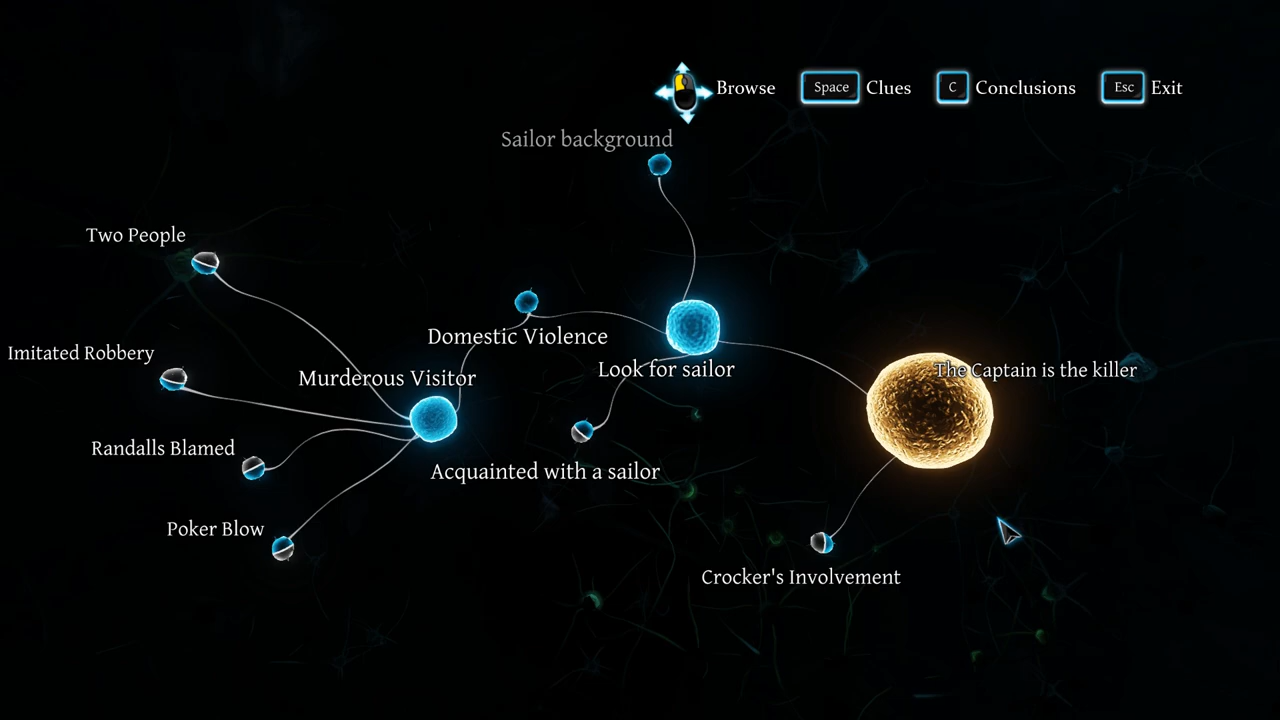 Browse
Space Clues
C Conclusions
Esc Exit
Sailor background
Two People
Domestic Violence
Imitated Robbery
Murderous Visitor
Look for sailor
The Captain is the killer
Randalls Blamed
Acquainted with a sailor
Poker Blow
Crocker's Involvement